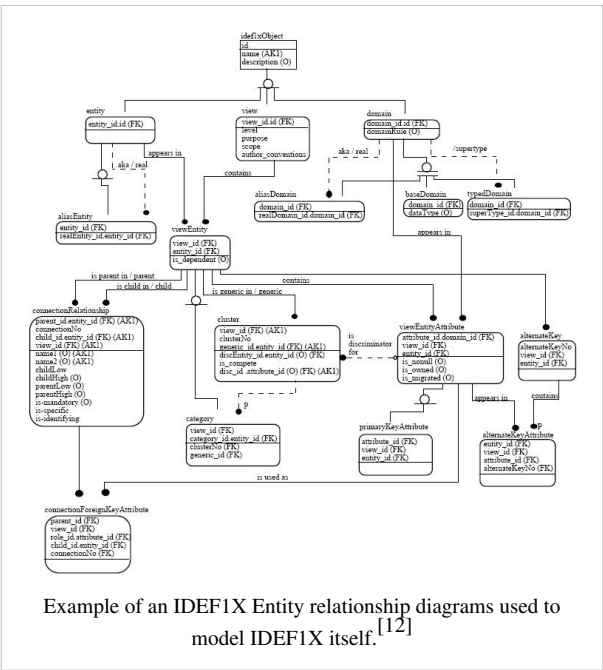 idef1xObject
id
name (AK1)
description (O)
entity
entity_id.id (FK)
view
view_id.id (FK)
level
purpose
scope
author_conventions
domain
domain_id.id (FK)
domainRule (O)
appears in
aka / real
contains
aka / real
/supertype
aliasEntity
entity_id (FK)
realEntity_id.entity_id (FK)
aliasDomain
domain_id (FK)
realDomain_id.domain_id (FK)
baseDomain
domain_id (FK)
dataType (O)
typedDomain
domain_id (FK)
superType_id.domain_id (FK)
viewEntity
view_id (FK)
entity_id (FK)
is_dependent (O)
appears in
is parent in / parent
is child in / child
is generic in / generic
contains
connectionRelationship
parent_id.entity_id (FK) (AK1)
connectionNo
child_id.entity_id (FK) (AK1)
view_id (FK) (AK1)
name1 (O) (AK1)
name2 (O) (AK1)
childLow
childHigh (O)
parentLow (O)
parentHigh (O)
is-mandatory (O)
is-specific
is-identifying
cluster
view_id (FK) (AK1)
clusterNo
generic_id.entity_id (FK) (AK1)
discEntity_id.entity_id (O) (FK)
is_compete
disc_id.attribute_id (O) (FK) (AK1)
is
discriminator
for
viewEntityAttribute
attribute_id.domain_id (FK)
view_id (FK)
entity_id (FK)
is_nonull (O)
is_owned (O)
is_migrated (O)
alternateKey
alternateKeyNo
view_id (FK)
entity_id (FK)
P
category
view_id (FK)
category_id.entity_id (FK)
clusterNo (FK)
generic_id (FK)
primaryKeyAttribute
attribute_id (FK)
view_id (FK)
entity_id (FK)
appears in
contains
P
alternateKeyAttribute
entity_id (FK)
view_id (FK)
attribute_id (FK)
alternateKeyNo (FK)
is used as
connectionForeignKeyAttribute
parent_id (FK)
view_id (FK)
role_id.attribute_id (FK)
child_id.entity_id (FK)
connectionNo (FK)
Example of an IDEF1X Entity relationship diagrams used to
model IDEF1X itself.[12]